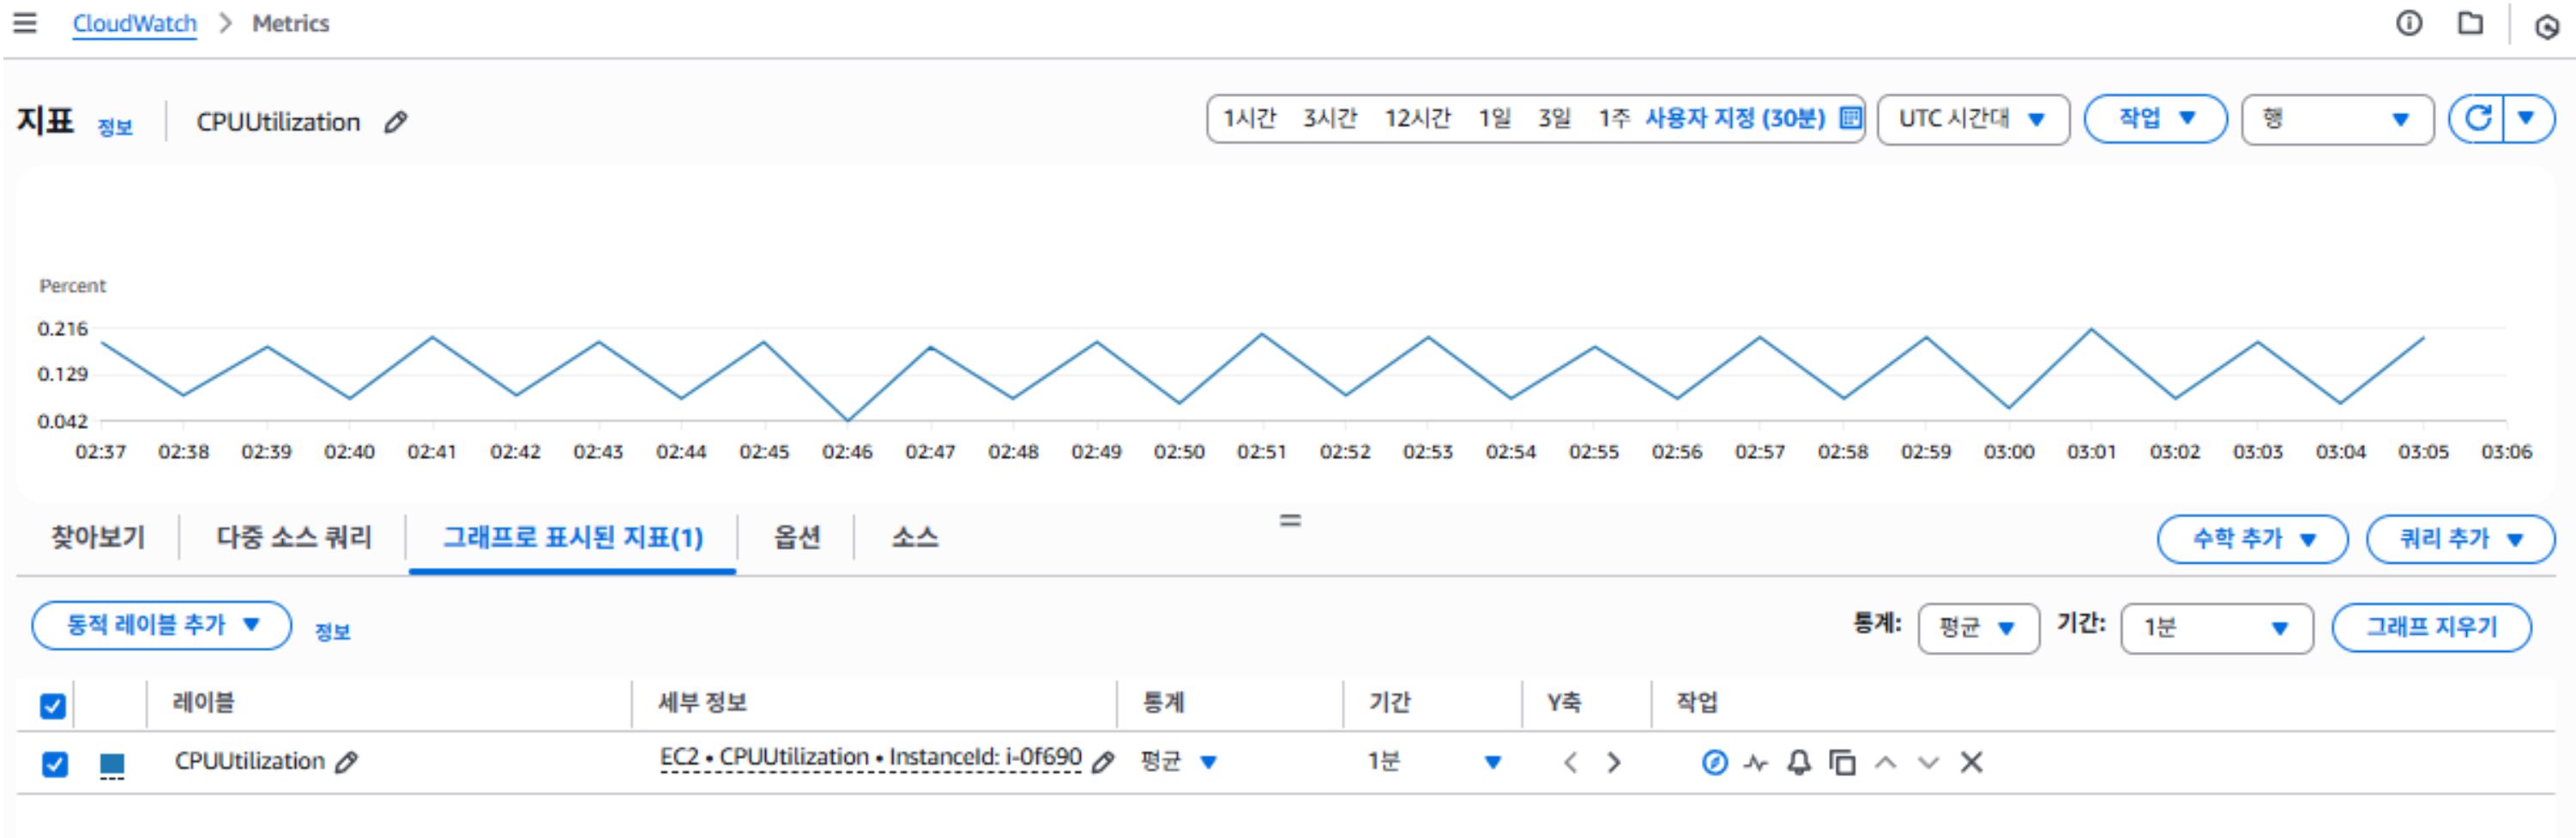 CloudWatch > Metrics
지표 정보 CPUUtilization 1시간 3시간 12시간 1일 3일 1주 사용자 지정 (30분) UTC 시간대 작업 행
Percent
0.216
0.129
0.042
02:37 02:38 02:39 02:40 02:41 02:42 02:43 02:44 02:45 02:46 02:47 02:48 02:49 02:50 02:51 02:52 02:53 02:54 02:55 02:56 02:57 02:58 02:59 03:00 03:01 03:02 03:03 03:04 03:05 03:06
찾아보기 다중 소스 쿼리 그래프로 표시된 지표(1) 옵션 소스 수학 추가 쿼리 추가
동적 레이블 추가 정보 통계: 평균 기간: 1분 그래프 지우기
레이블 세부 정보 통계 기간 Y축 작업
CPUUtilization EC2 • CPUUtilization • InstanceId: i-0f690 평균 1분